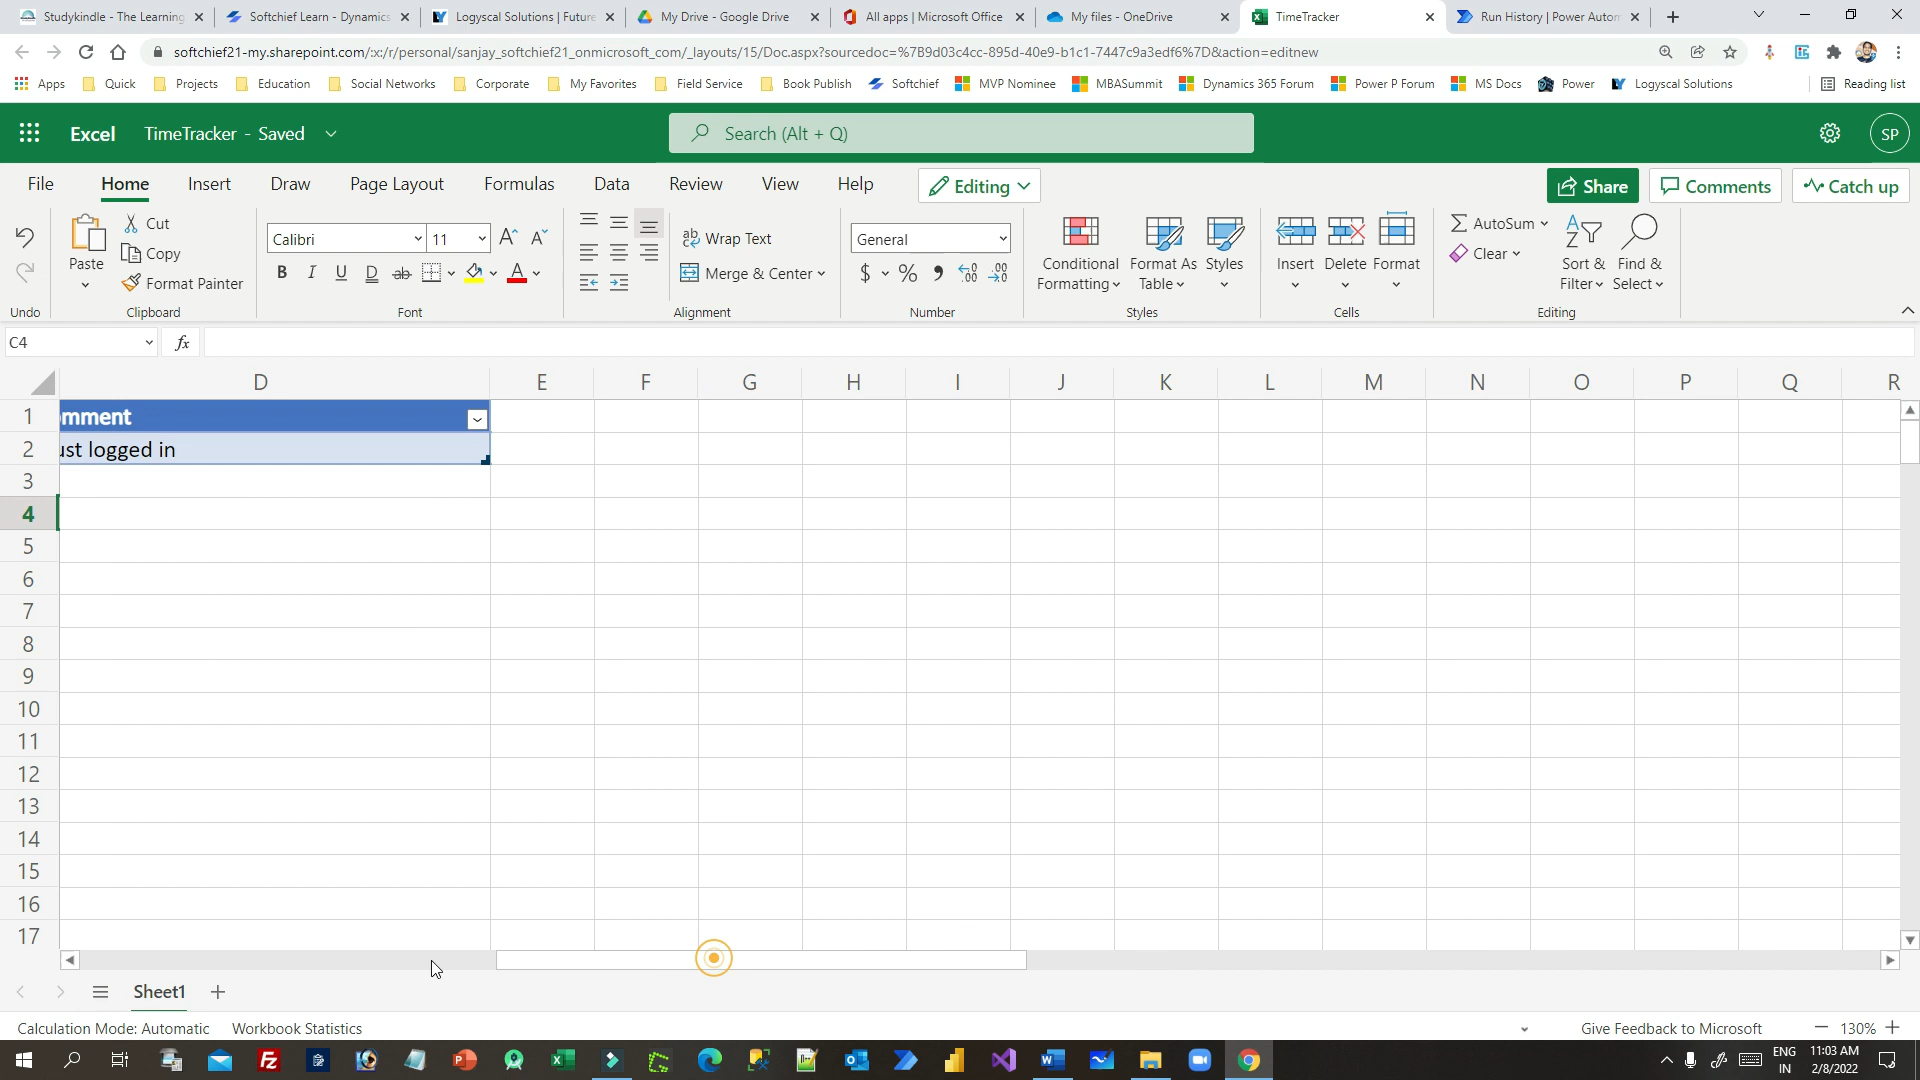 Studykindle - The Learning
Softchief Learn - Dynamics
Logyscal Solutions | Future
My Drive - Google Drive
All apps | Microsoft Office
My files - OneDrive
TimeTracker
Run History | Power Autom
softchief21-my.sharepoint.com/:x:/r/personal/sanjay_softchief21_onmicrosoft_com/_layouts/15/Doc.aspx?sourcedoc=%7B9d03c4cc-895d-40e9-b1c1-7447c9a3edf6%7D&action=editnew
Apps Quick Projects Education Social Networks Corporate My Favorites Field Service Book Publish Softchief MVP Nominee MBASummit Dynamics 365 Forum Power P Forum MS Docs Power Logyscal Solutions Reading list
Excel TimeTracker - Saved Search (Alt + Q) SP
File Home Insert Draw Page Layout Formulas Data Review View Help Editing Share Comments Catch up
Undo
Paste
Cut
Copy
Format Painter
Clipboard
Calibri 11
B I U D ab A
Font
Wrap Text
Merge & Center
Alignment
General
$ % 
Number
Conditional Formatting
Format As Table
Styles
Styles
Insert
Delete
Format
Cells
AutoSum
Clear
Sort & Filter
Find & Select
Editing
C4 fx
D E F G H I J K L M N O P Q R
1 omment
2 ust logged in
3
4
5
6
7
8
9
10
11
12
13
14
15
16
17
Sheet1
Calculation Mode: Automatic Workbook Statistics Give Feedback to Microsoft 130%
ENG
IN
11:03 AM
2/8/2022